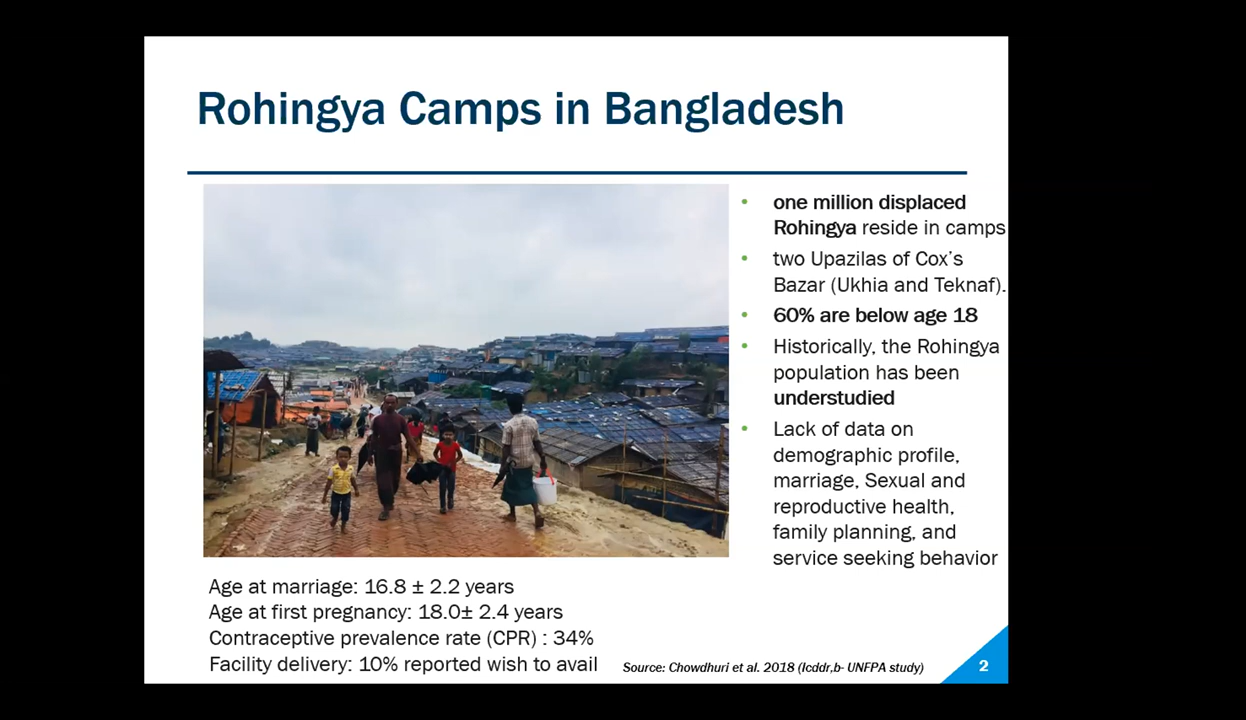 Rohingya Camps in Bangladesh
• one million displaced
Rohingya reside in camps
• two Upazilas of Cox's
Bazar (Ukhia and Teknaf).
• 60% are below age 18
• Historically, the Rohingya
population has been
understudied
• Lack of data on
demographic profile,
marriage, Sexual and
reproductive health,
family planning, and
service seeking behavior
Age at marriage: 16.8 ± 2.2 years
Age at first pregnancy: 18.0± 2.4 years
Contraceptive prevalence rate (CPR) : 34%
Facility delivery: 10% reported wish to avail
Source: Chowdhuri et al. 2018 (Icddr,b- UNFPA study)
2